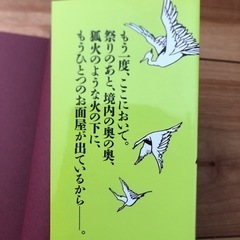 もう一度、ここにおいで。
祭りのあと、境内の奥の奥、
狐火のような火の下に、
もうひとつのお面屋が出ているから――。